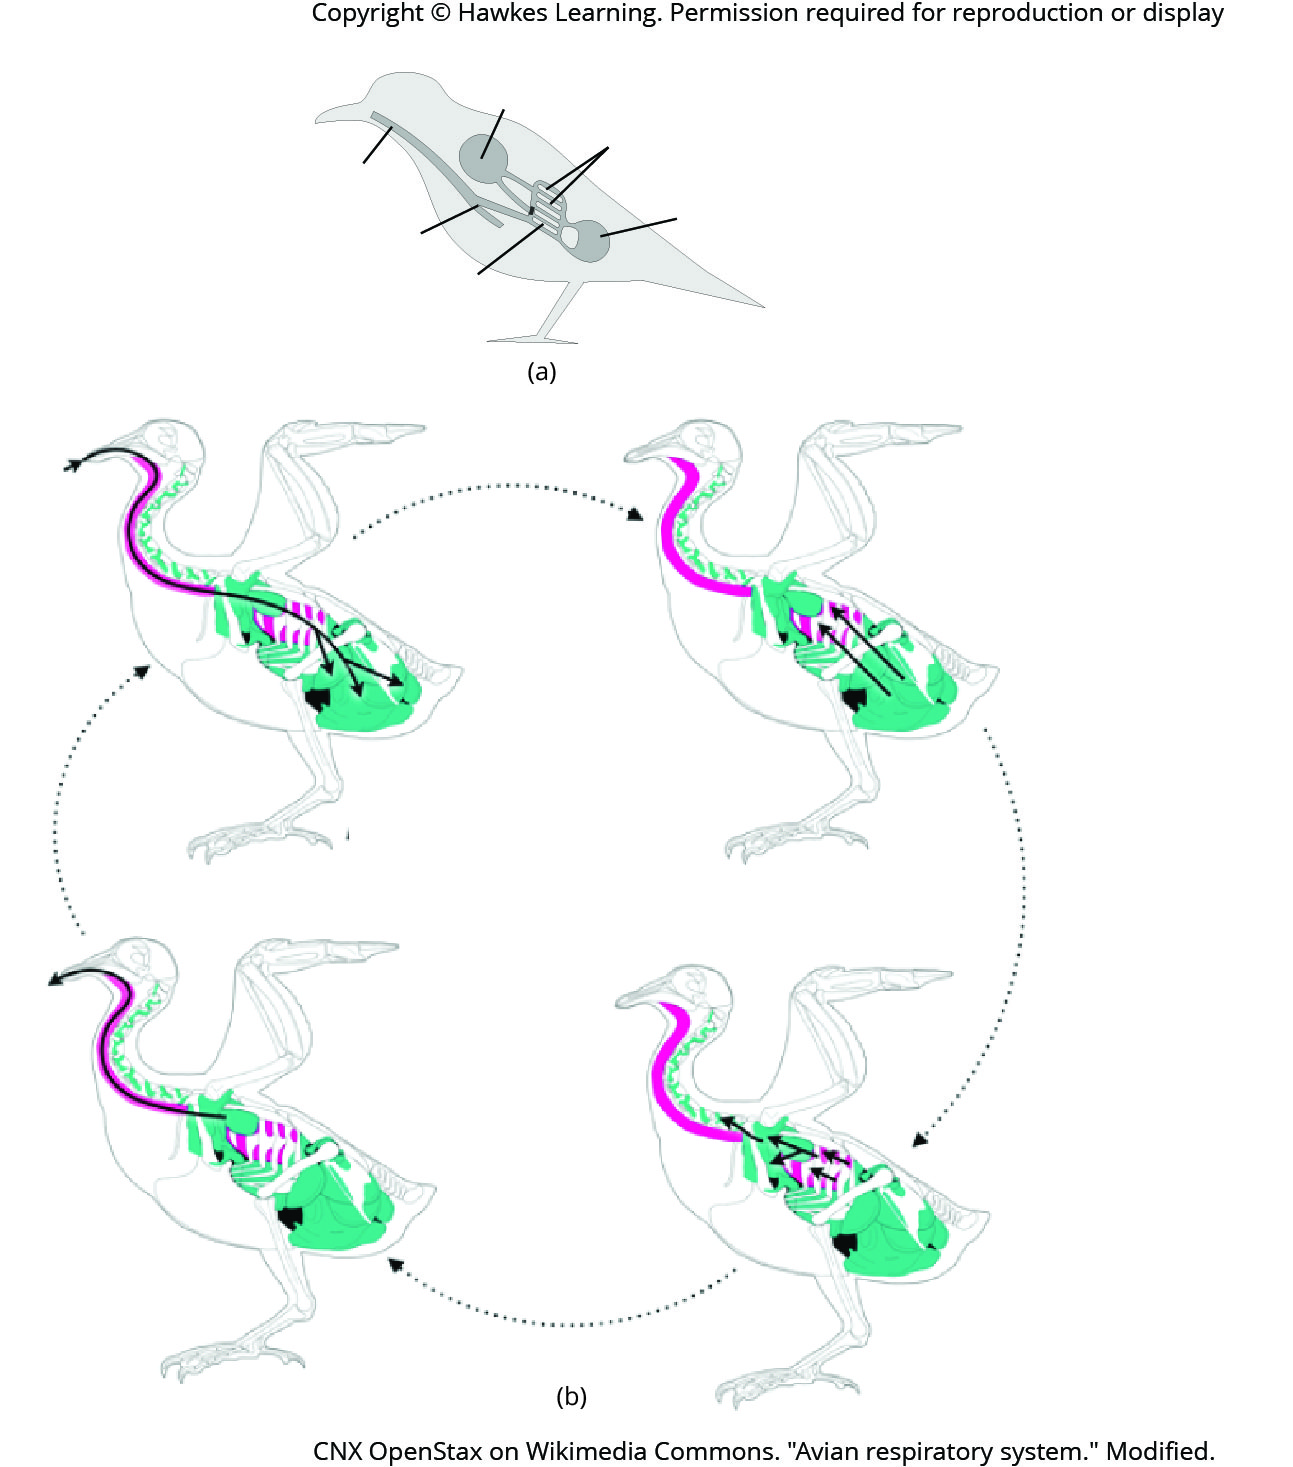 Copyright © Hawkes Learning. Permission required for reproduction or display
(a)
(b)
CNX OpenStax on Wikimedia Commons. "Avian respiratory system." Modified.